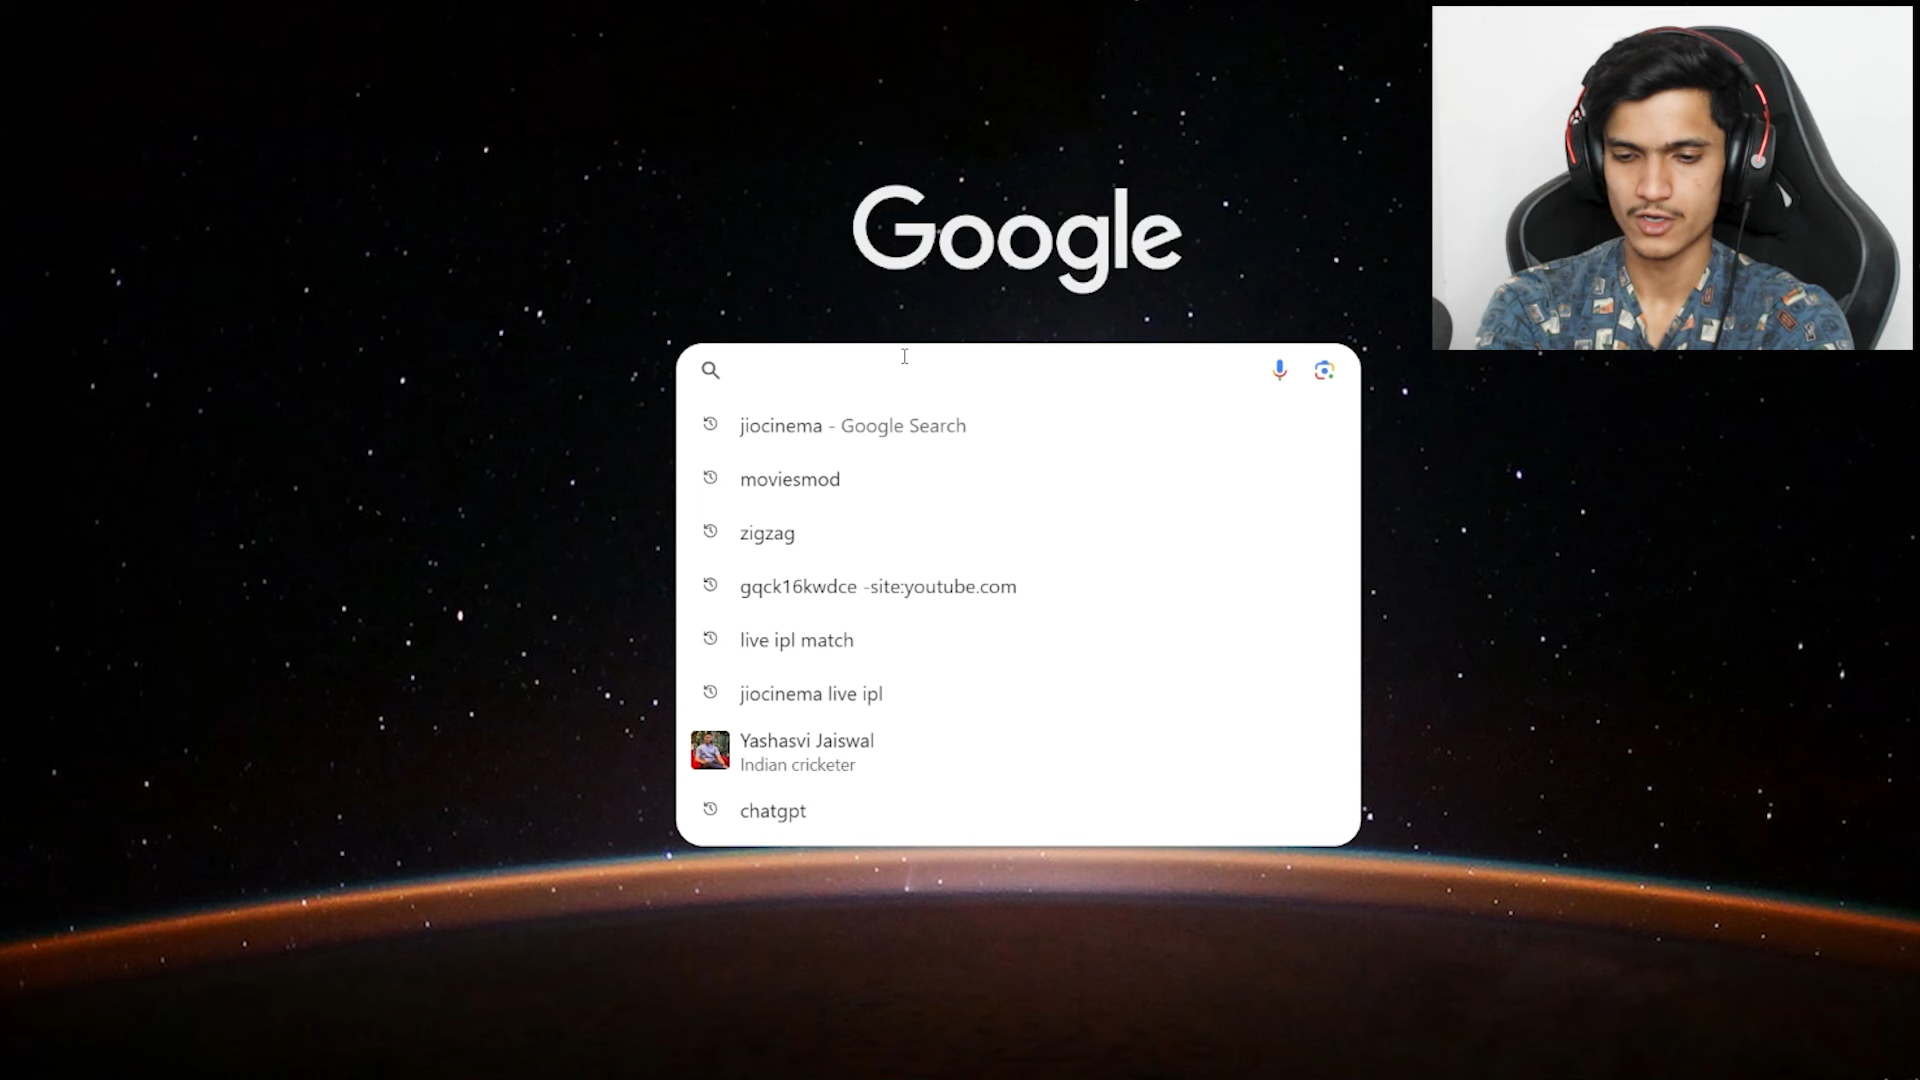 Google
jiocinema - Google Search
moviesmod
zigzag
gqck16kwdce -site:youtube.com
live ipl match
jiocinema live ipl
Yashasvi Jaiswal
Indian cricketer
chatgpt